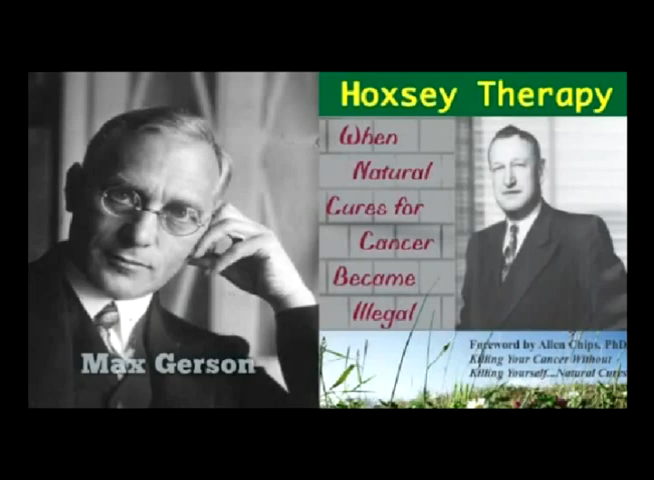 Max Gerson
Hoxsey Therapy
When
Natural
Cures for
Cancer
Became
Illegal
Foreword by Allen Chips, PhD
Killing Your Cancer Without
Killing Yourself...Natural Cures